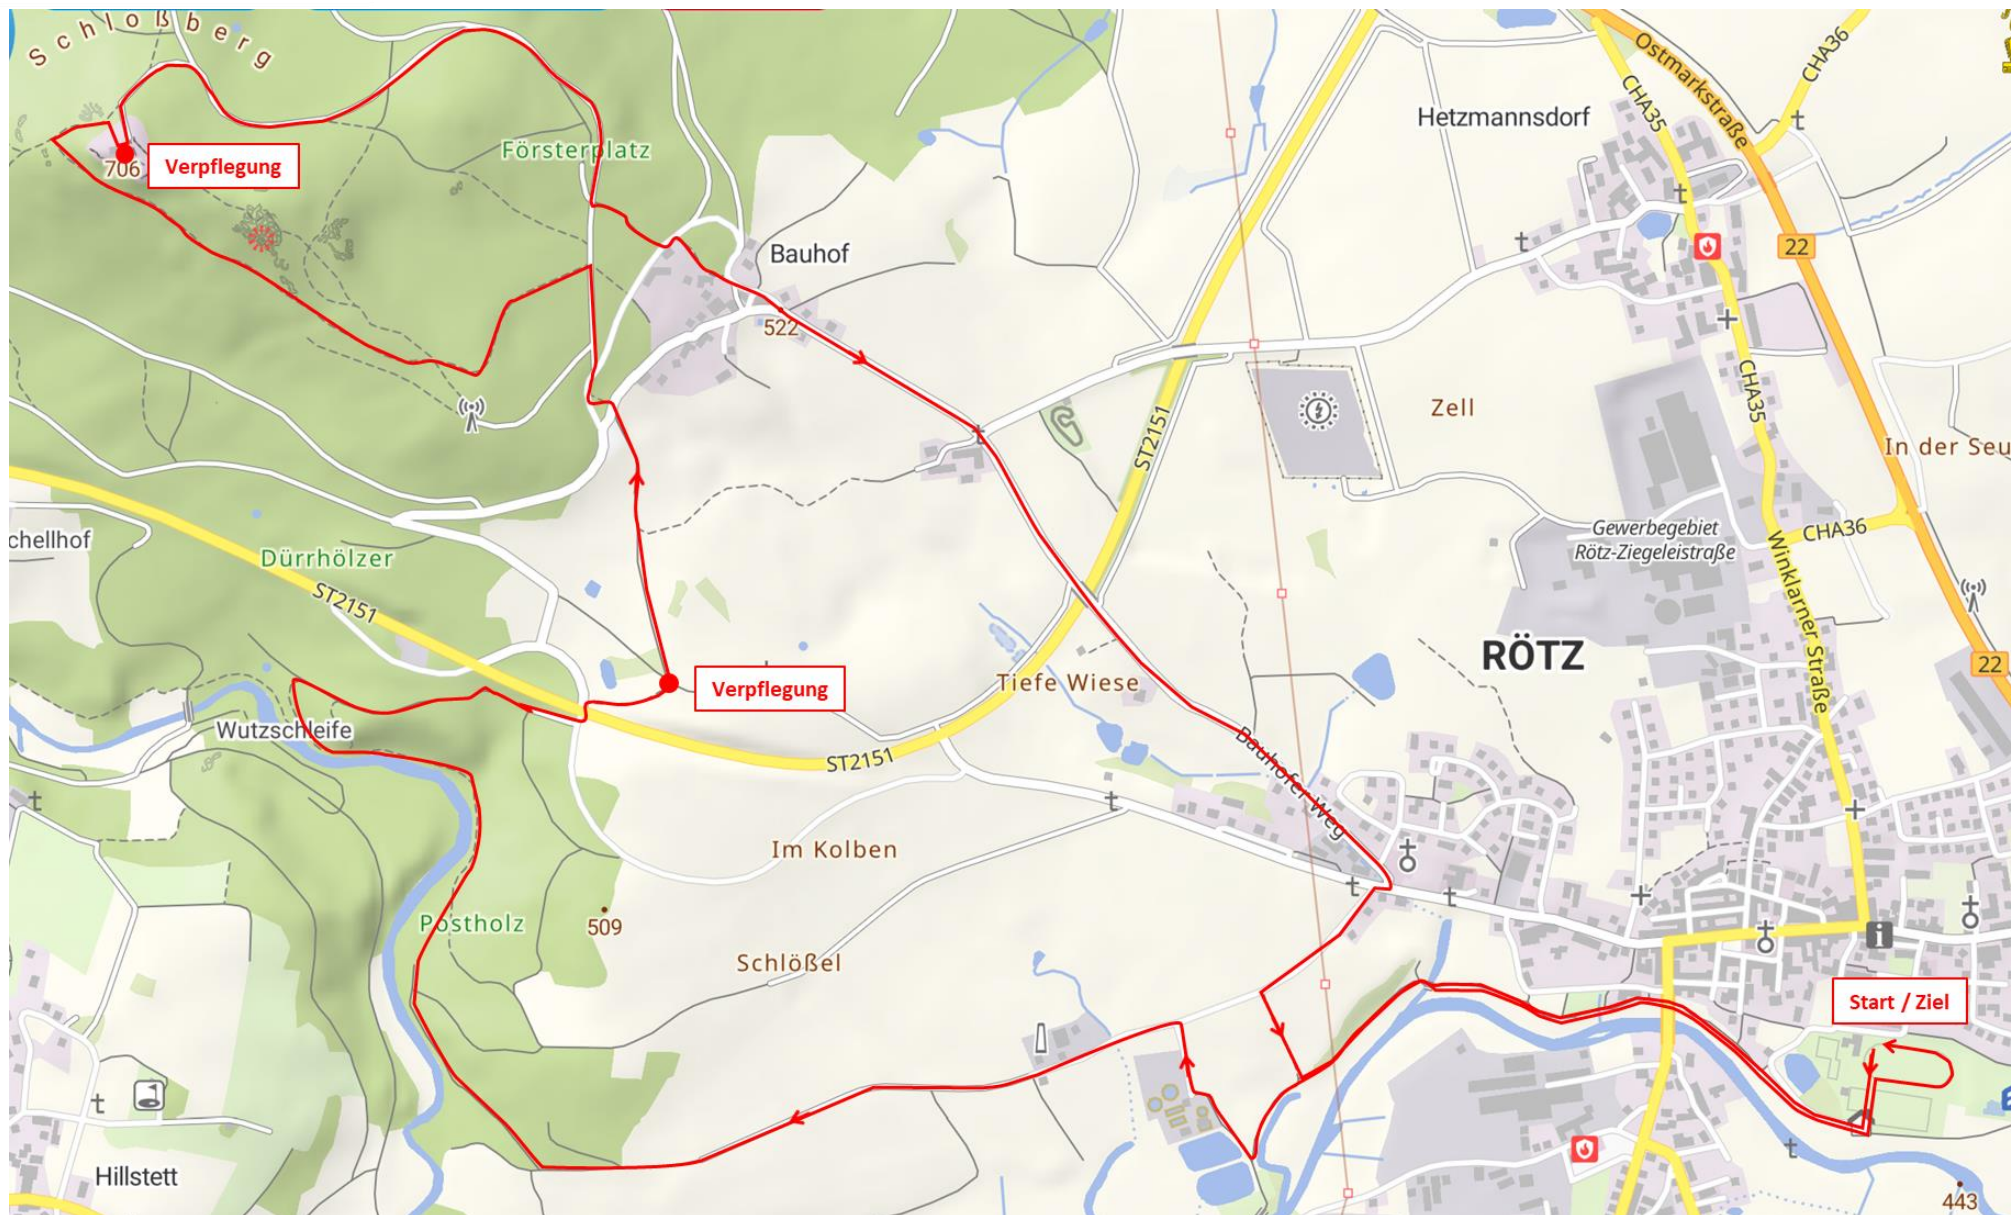 Schloßberg
Ostmarkstraße
CHA35
CHA36
Hetzmannsdorf
Försterplatz
Verpflegung
706
Bauhof
22
522
CHA35
Zell
ST2151
In der Seu
Gewerbegebiet
Rötz-Ziegeleistraße
CHA36
Winklarner Straße
chellhof
Dürrhölzer
ST2151
RÖTZ
22
Verpflegung
Tiefe Wiese
Wutzschleife
ST2151
Bauhofer Weg
Im Kolben
Postholz
509
Schlößel
Start / Ziel
Hillstett
443